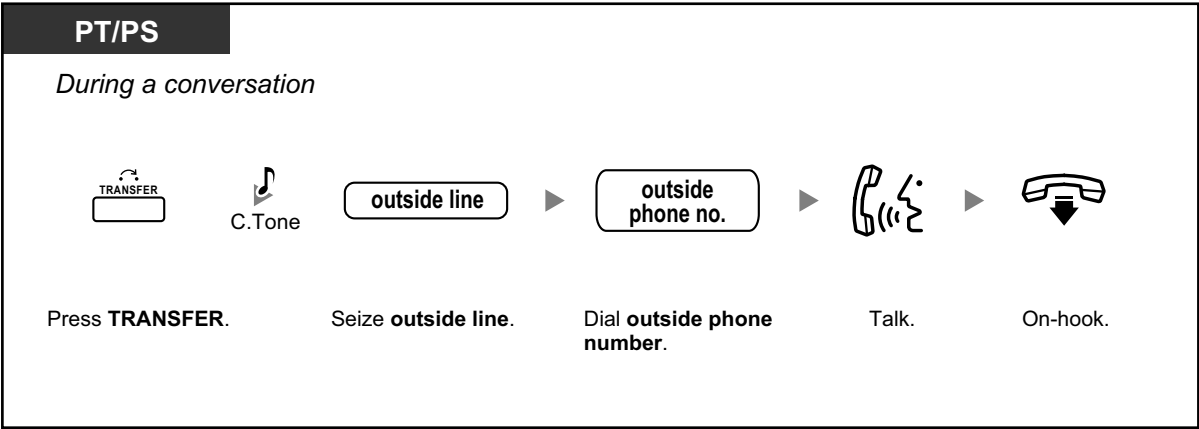 PT/PS
During a conversation
TRANSFER
C.Tone
outside line
outside
phone no.
Press TRANSFER.
Seize outside line.
Dial outside phone
number.
Talk.
On-hook.